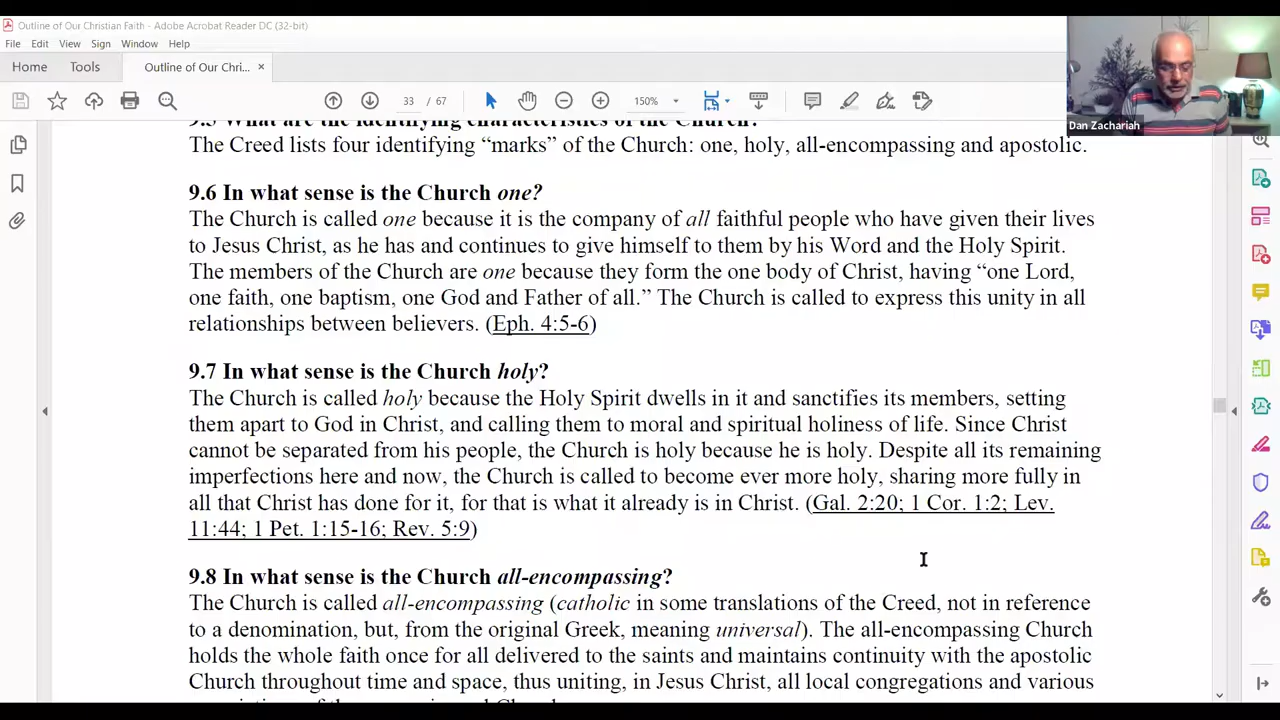 Outline of Our Christian Faith - Adobe Acrobat Reader DC (32-bit)
File Edit View Sign Window Help
Home Tools Outline of Our Chri... ×
33 / 67 150%
Dan Zachariah
9.5 What are the identifying characteristics of the Church?
The Creed lists four identifying “marks” of the Church: one, holy, all-encompassing and apostolic.
9.6 In what sense is the Church one?
The Church is called one because it is the company of all faithful people who have given their lives
to Jesus Christ, as he has and continues to give himself to them by his Word and the Holy Spirit.
The members of the Church are one because they form the one body of Christ, having “one Lord,
one faith, one baptism, one God and Father of all.” The Church is called to express this unity in all
relationships between believers. (Eph. 4:5-6)
9.7 In what sense is the Church holy?
The Church is called holy because the Holy Spirit dwells in it and sanctifies its members, setting
them apart to God in Christ, and calling them to moral and spiritual holiness of life. Since Christ
cannot be separated from his people, the Church is holy because he is holy. Despite all its remaining
imperfections here and now, the Church is called to become ever more holy, sharing more fully in
all that Christ has done for it, for that is what it already is in Christ. (Gal. 2:20; 1 Cor. 1:2; Lev.
11:44; 1 Pet. 1:15-16; Rev. 5:9)
9.8 In what sense is the Church all-encompassing?
The Church is called all-encompassing (catholic in some translations of the Creed, not in reference
to a denomination, but, from the original Greek, meaning universal). The all-encompassing Church
holds the whole faith once for all delivered to the saints and maintains continuity with the apostolic
Church throughout time and space, thus uniting, in Jesus Christ, all local congregations and various